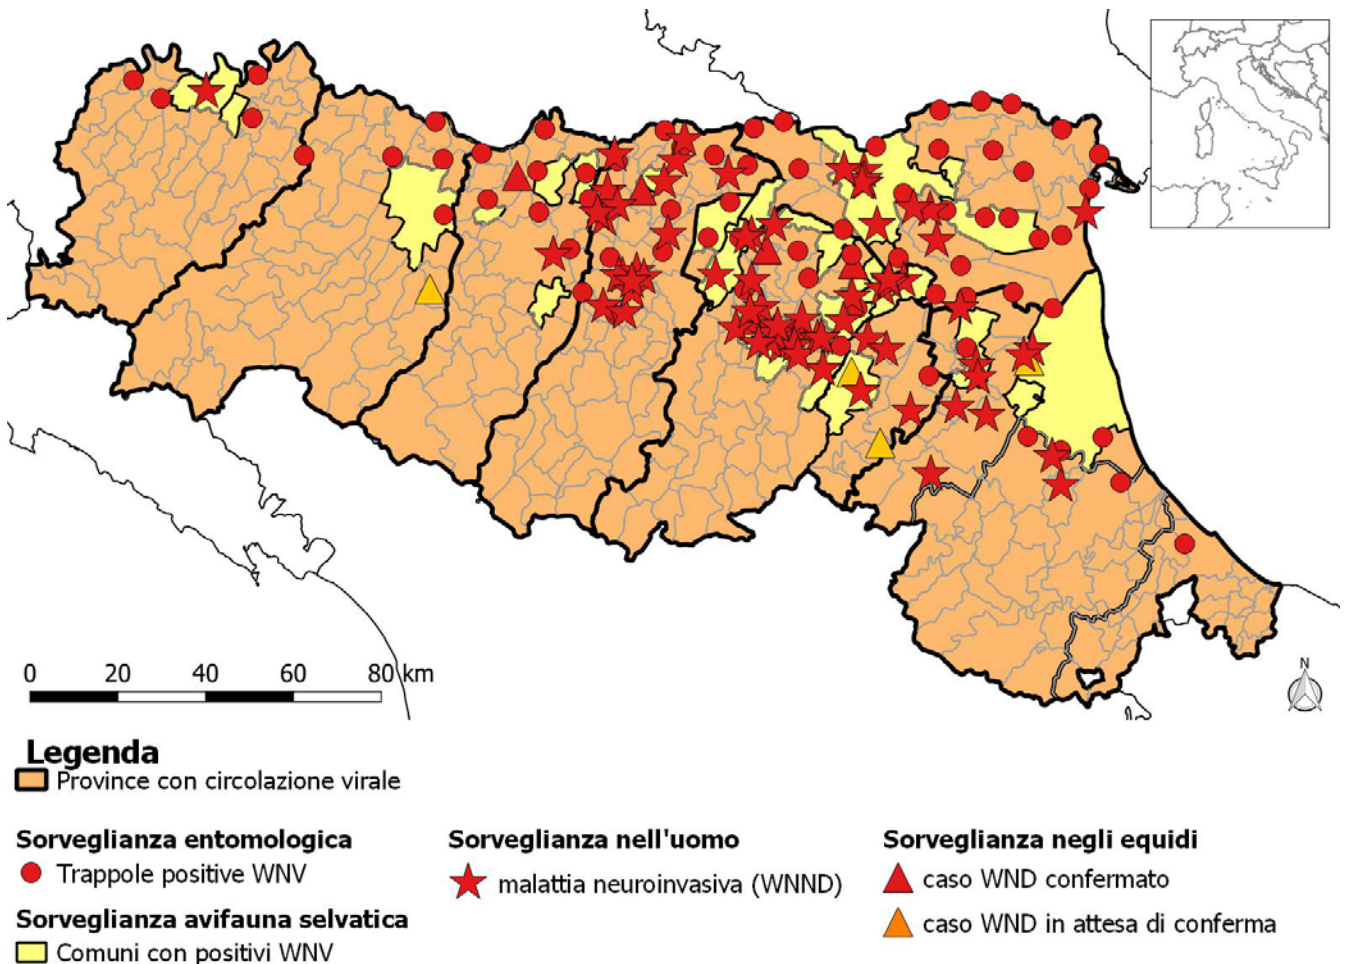 N
0 20 40 60 80 km
Legenda
Province con circolazione virale
Sorveglianza entomologica
Trappole positive WNV
Sorveglianza avifauna selvatica
Comuni con positivi WNV
Sorveglianza nell'uomo
malattia neuroinvasiva (WNND)
Sorveglianza negli equidi
caso WND confermato
caso WND in attesa di conferma